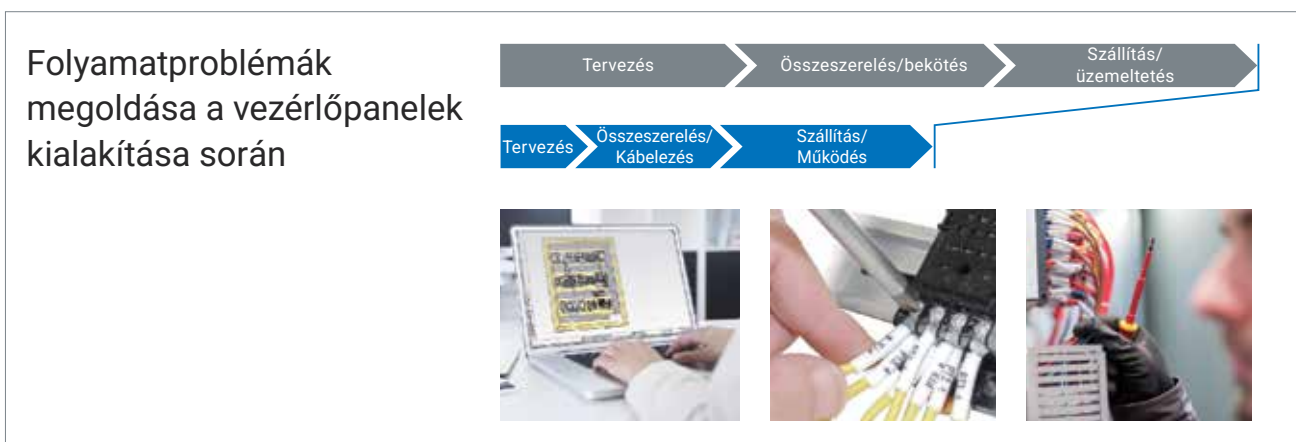 Folyamatproblémák
megoldása a vezérlőpanelek
kialakítása során
Tervezés
Összeszerelés/bekötés
Szállítás/
üzemeltetés
Tervezés
Összeszerelés/
Kábelezés
Szállítás/
Működés